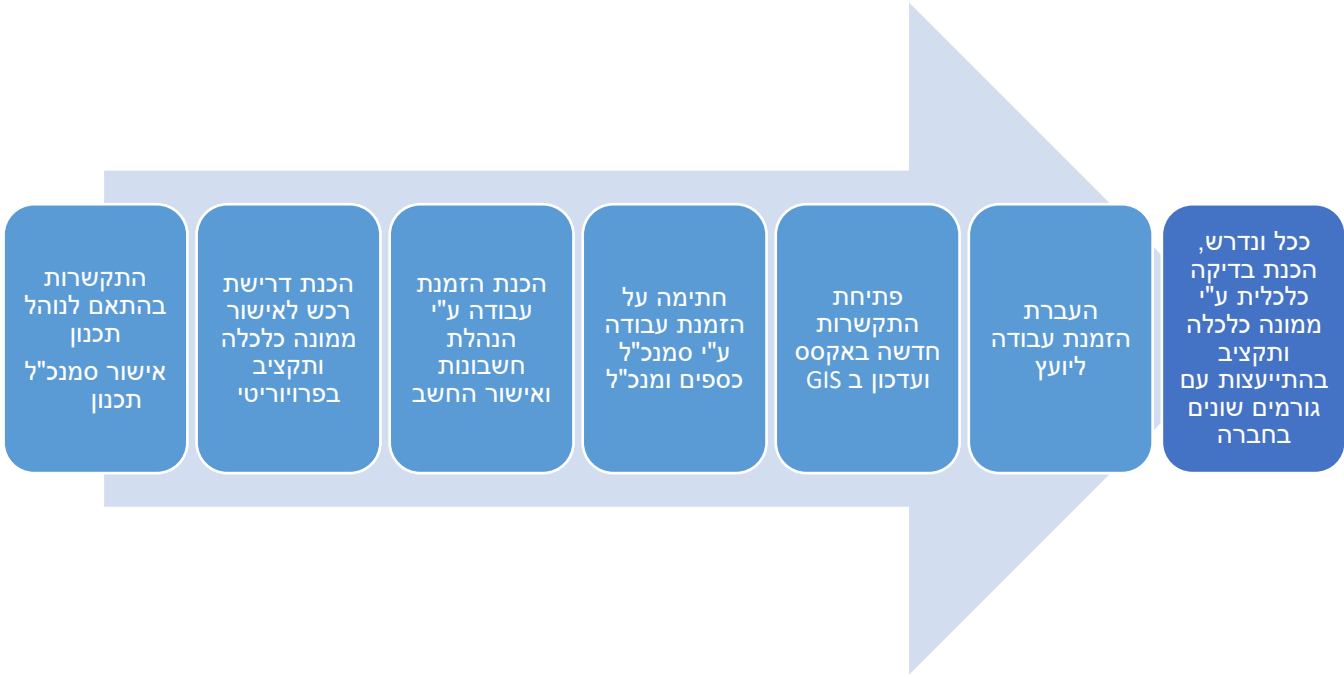 התקשרות
בהתאם לנוהל
תכנון
אישור סמנכ"ל
תכנון
הכנת דרישת
רכש לאישור
ממונה כלכלה
ותקציב
בפרויוריטי
הכנת הזמנת
עבודה ע"י
הנהלת
חשבונות
ואישור החשב
חתימה על
הזמנת עבודה
ע"י סמנכ"ל
כספים ומנכ"ל
פתיחת
התקשרות
חדשה באקסס
ועדכון ב GIS
העברת
הזמנת עבודה
ליועץ
ככל ונדרש,
הכנת בדיקה
כלכלית ע"י
ממונה כלכלה
ותקציב
בהתייעצות עם
גורמים שונים
בחברה